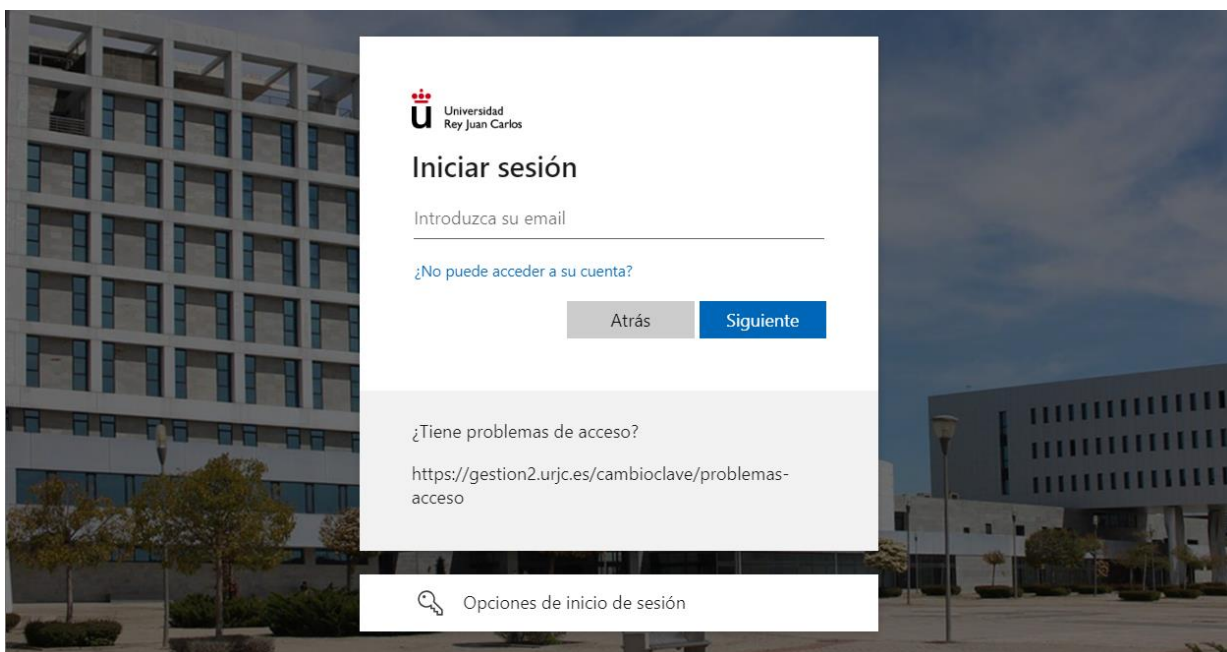 Universidad
Rey Juan Carlos
Iniciar sesión
Introduzca su email
¿No puede acceder a su cuenta?
Atrás
Siguiente
¿Tiene problemas de acceso?
https://gestion2.urjc.es/cambioclave/problemas-
acceso
Opciones de inicio de sesión